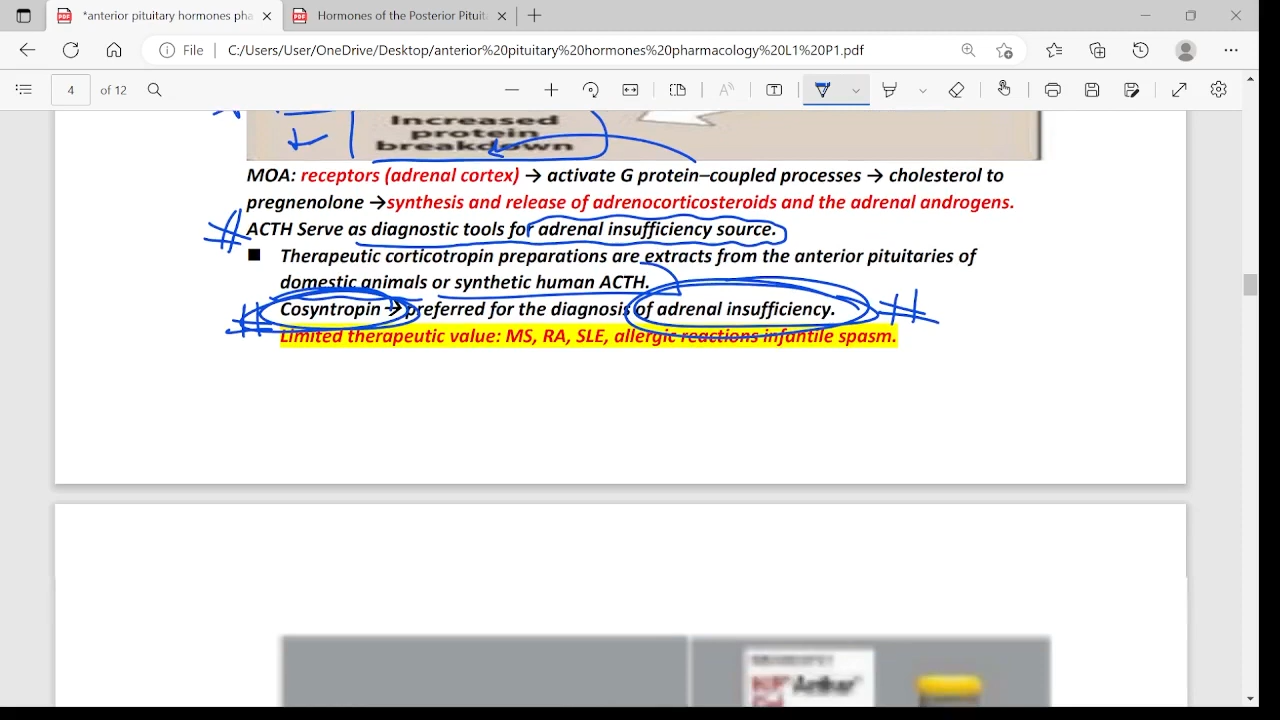 *anterior pituitary hormones pha
Hormones of the Posterior Pituit
File
C:/Users/User/OneDrive/Desktop/anterior%20pituitary%20hormones%20pharmacology%20L1%20P1.pdf
4 of 12
Increased
protein
breakdown
MOA: receptors (adrenal cortex) → activate G protein–coupled processes → cholesterol to
pregnenolone →synthesis and release of adrenocorticosteroids and the adrenal androgens.
ACTH Serve as diagnostic tools for adrenal insufficiency source.
■ Therapeutic corticotropin preparations are extracts from the anterior pituitaries of
domestic animals or synthetic human ACTH.
Cosyntropin → preferred for the diagnosis of adrenal insufficiency.
Limited therapeutic value: MS, RA, SLE, allergic reactions infantile spasm.